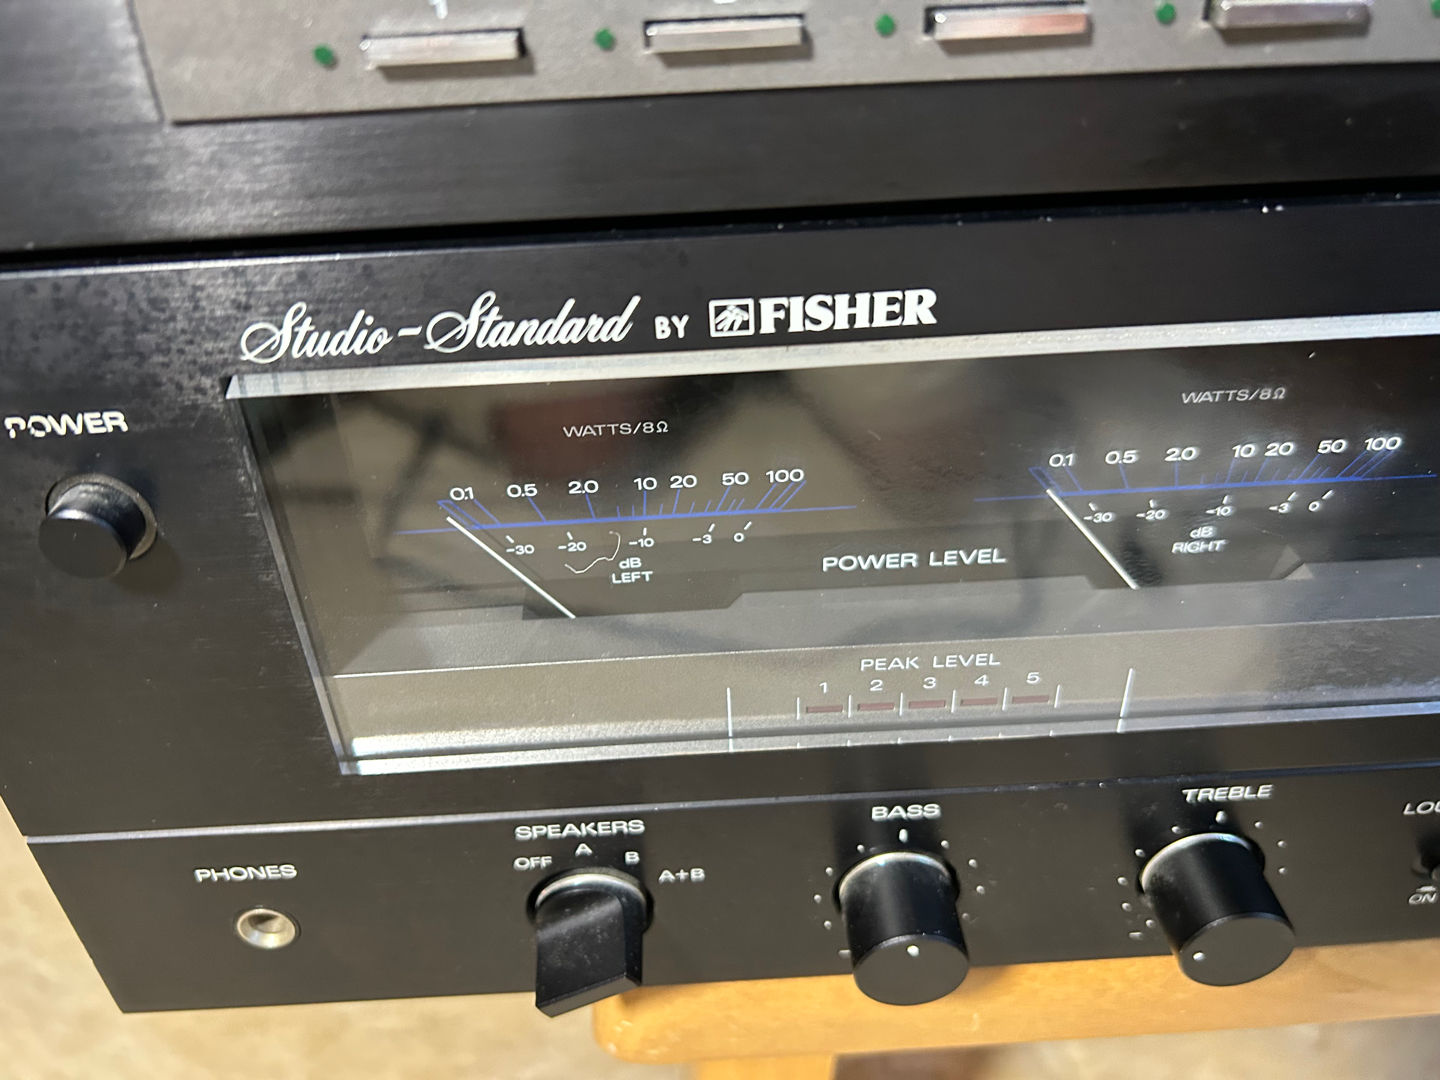 Studio-Standard BY FISHER
POWER
WATTS/8Ω
0.1 0.5 2.0 10 20 50 100
-30 -20 -10 -3 0
dB
LEFT
WATTS/8Ω
0.1 0.5 2.0 10 20 50 100
-30 -20 -10 -3 0
dB
RIGHT
POWER LEVEL
PEAK LEVEL
1 2 3 4 5
PHONES
SPEAKERS
OFF A B A+B
BASS
TREBLE
ON